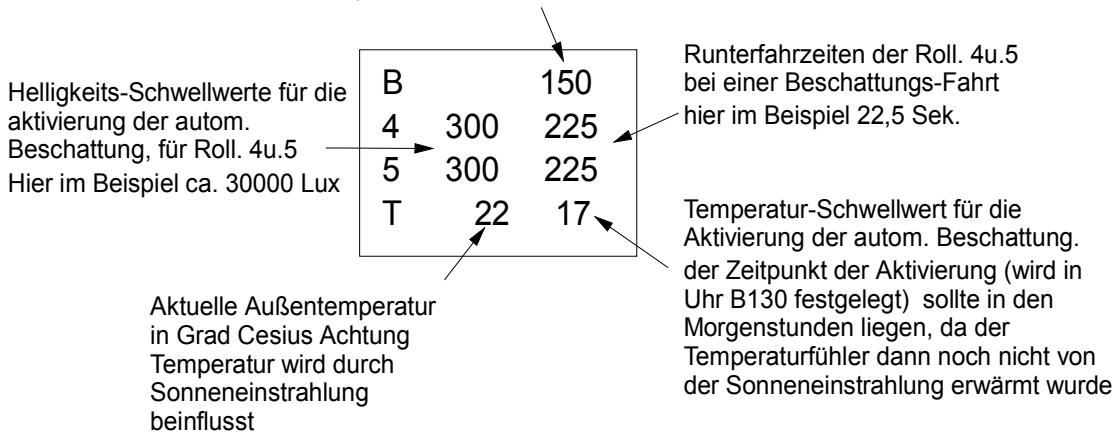 Runterfahrzeiten der Roll. 4u.5
bei einer Beschattungs-Fahrt
hier im Beispiel 22,5 Sek.
Helligkeits-Schwellwerte für die
aktivierung der autom.
Beschattung, für Roll. 4u.5
Hier im Beispiel ca. 30000 Lux
B 150
4 300 225
5 300 225
T 22 17
Temperatur-Schwellwert für die
Aktivierung der autom. Beschattung.
der Zeitpunkt der Aktivierung (wird in
Uhr B130 festgelegt) sollte in den
Morgenstunden liegen, da der
Temperaturfühler dann noch nicht von
der Sonneneinstrahlung erwärmt wurde
Aktuelle Außentemperatur
in Grad Cesius Achtung
Temperatur wird durch
Sonneneinstrahlung
beinflusst